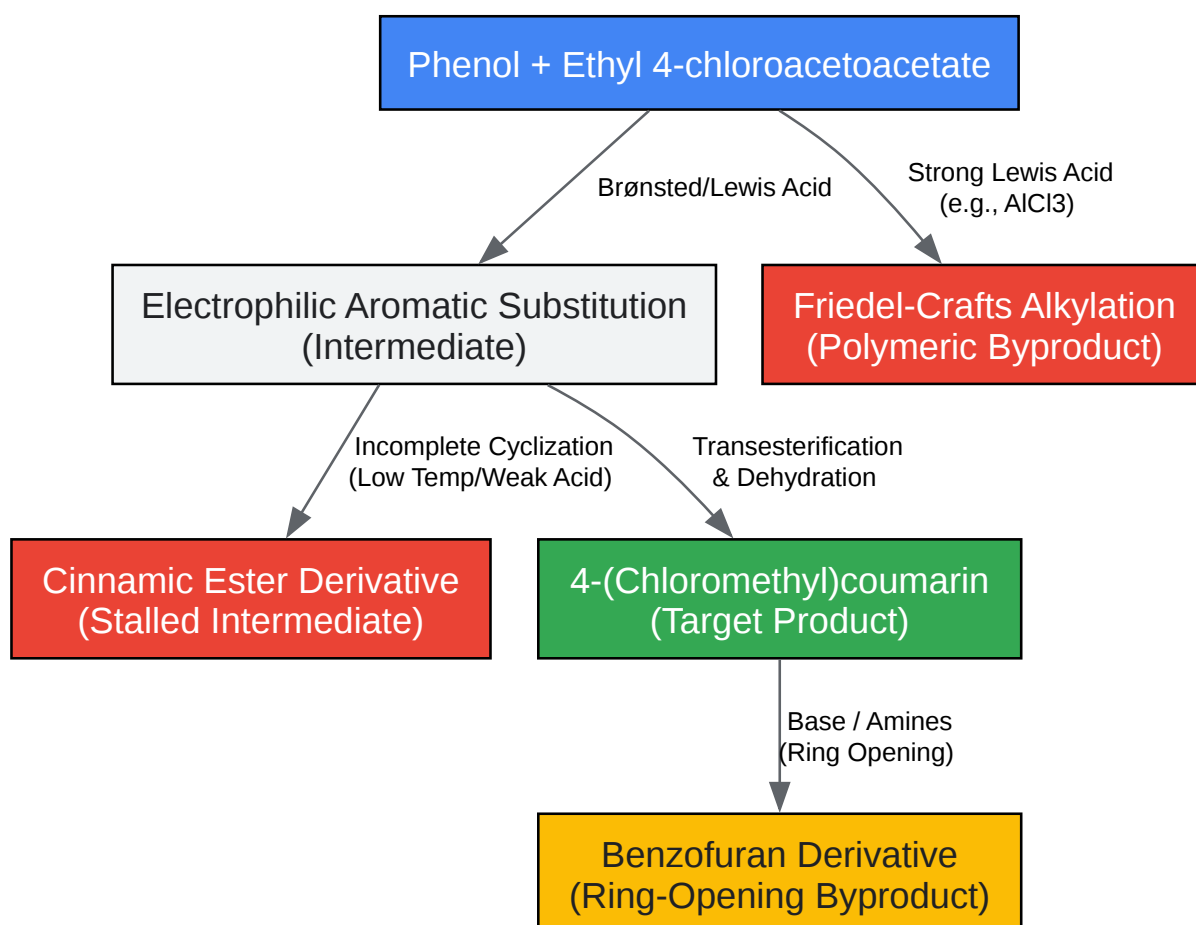 Phenol + Ethyl 4-chloroacetoacetate
Brønsted/Lewis Acid
Strong Lewis Acid
(e.g., AlCl3)
Electrophilic Aromatic Substitution
(Intermediate)
Friedel-Crafts Alkylation
(Polymeric Byproduct)
Incomplete Cyclization
(Low Temp/Weak Acid)
Transesterification
& Dehydration
Cinnamic Ester Derivative
(Stalled Intermediate)
4-(Chloromethyl)coumarin
(Target Product)
Base / Amines
(Ring Opening)
Benzofuran Derivative
(Ring-Opening Byproduct)